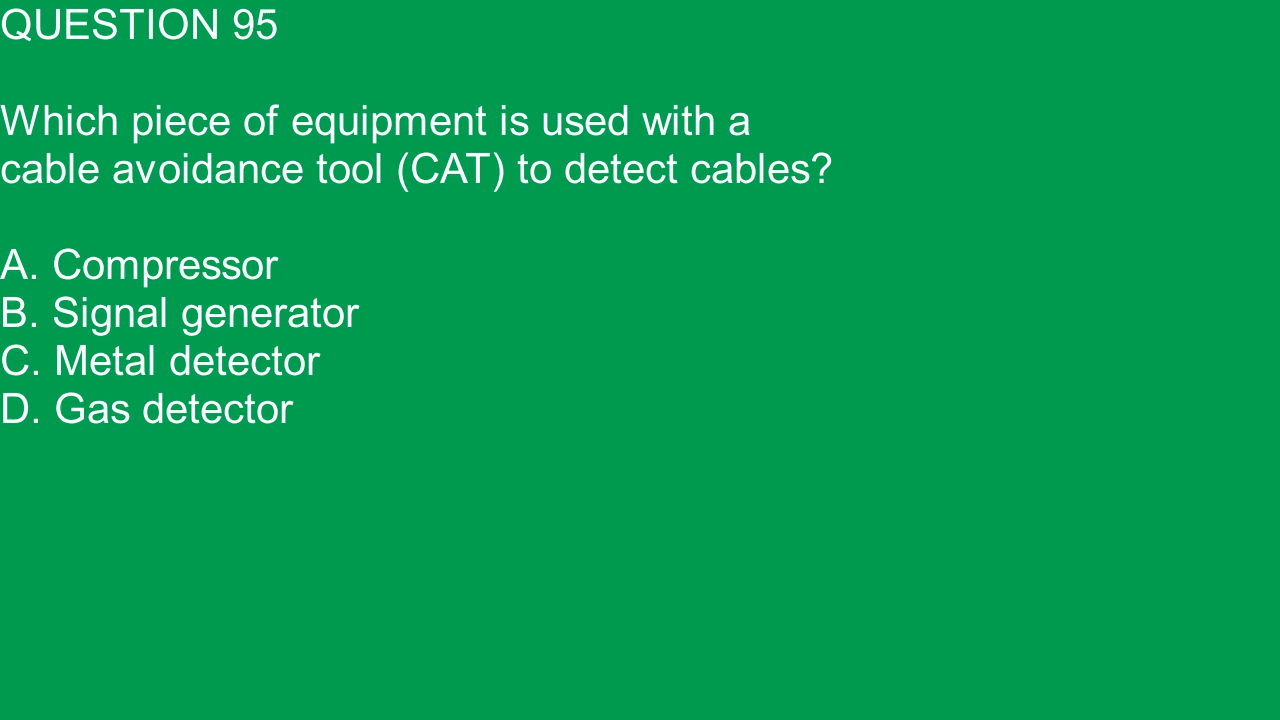 QUESTION 95
Which piece of equipment is used with a
cable avoidance tool (CAT) to detect cables?
A. Compressor
B. Signal generator
C. Metal detector
D. Gas detector